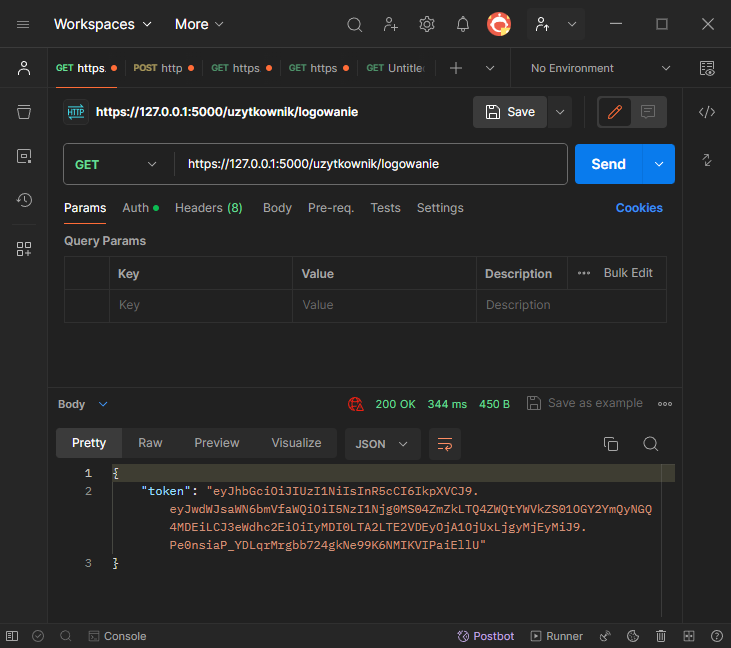 Workspaces
More
GET https.
POST http
GET https
GET https
GET Untitle
No Environment
HTTP
https://127.0.0.1:5000/uzytkownik/logowanie
Save
GET
https://127.0.0.1:5000/uzytkownik/logowanie
Send
Params
Auth
Headers (8)
Body
Pre-req.
Tests
Settings
Cookies
Query Params
Key
Value
Description
Bulk Edit
Key
Value
Description
Body
200 OK
344 ms
450 B
Save as example
Pretty
Raw
Preview
Visualize
JSON
1
{
2
"token": "eyJhbGciOiJIUzI1NiIsInR5cCI6IkpXVCJ9.
eyJwdWJsaWN6bmVfaWQiOiI5NzI1Njg0MS04ZmZkLTQ4ZWQtYWVkZS01OGY2YmQyNGQ
4MDEiLCJ3eWdhc2EiOiIyMDI0LTA2LTE2VDEyOjA1OjUxLjgyMjEyMiJ9.
Pe0nsiaP_YDLqrMrgbb724gkNe99K6NMIKVIPaiEllU"
3
}
Console
Postbot
Runner